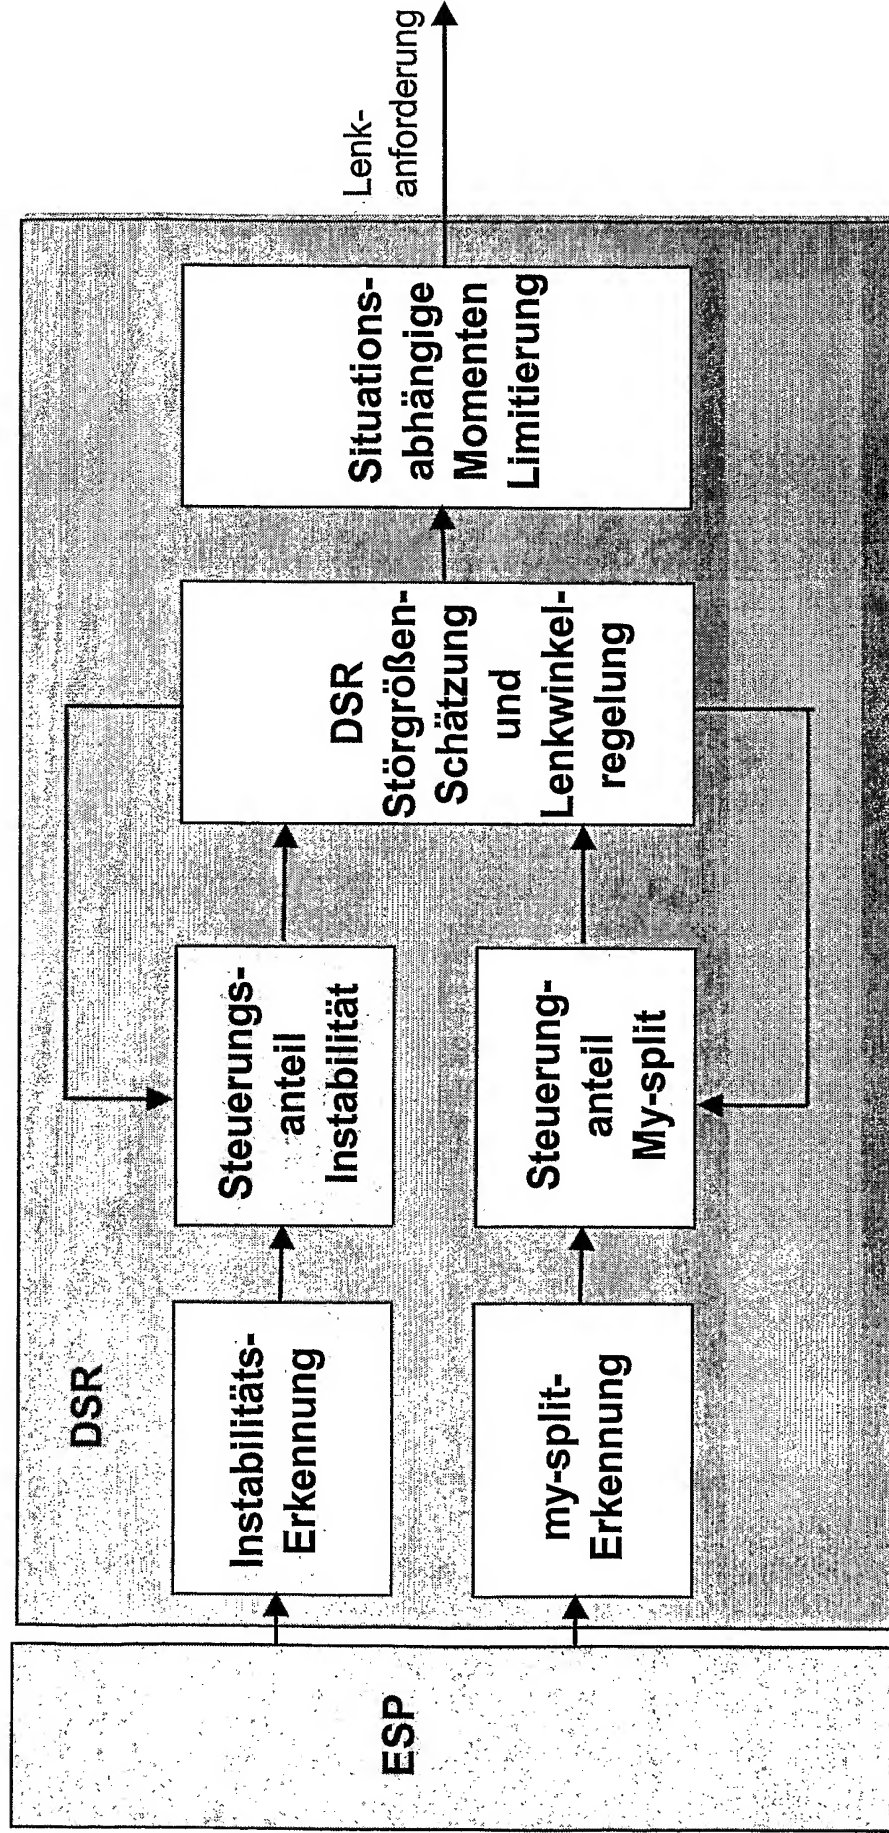 ESP
DSR
Instabilitäts-
Erkennung
my-split-
Erkennung
Steuerungs-
anteil
Instabilität
Steuerung-
anteil
My-split
DSR
Störgrößen-
Schätzung
und
Lenkwinkel-
regelung
Situations-
abhängige
Momenten
Limitierung
Lenk-
anforderung